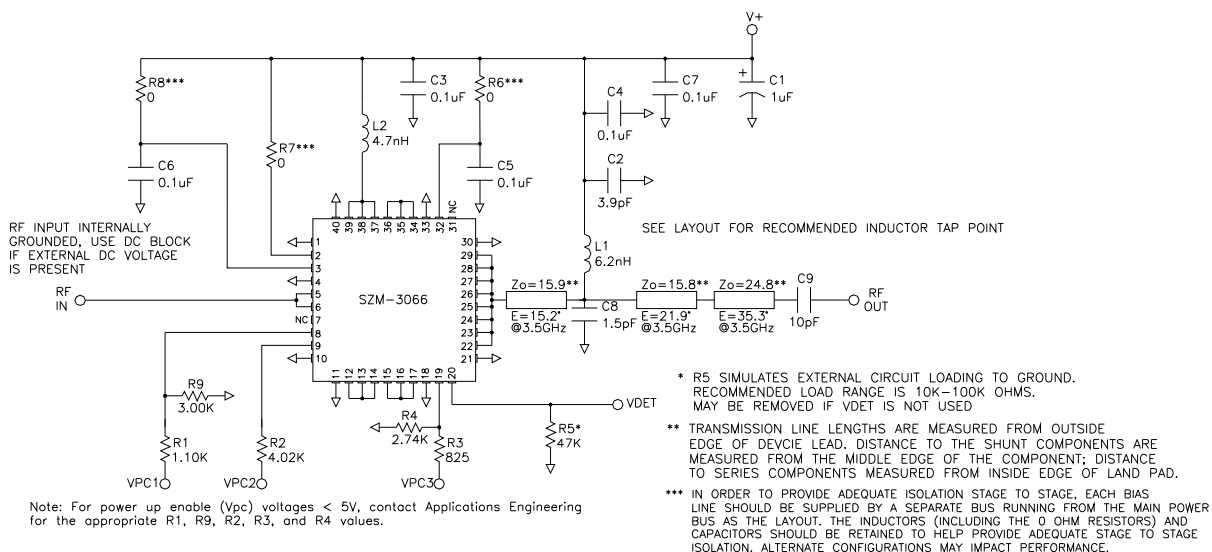 V+
R8***
0
C3
0.1uF
R6***
0
C7
0.1uF
+
C1
1uF
C4
0.1uF
L2
4.7nH
R7***
0
C6
0.1uF
C5
0.1uF
C2
3.9pF
RF INPUT INTERNALLY
GROUNDED, USE DC BLOCK
IF EXTERNAL DC VOLTAGE
IS PRESENT
40 39 38 37 36 35 34 33 32 31 NC
SEE LAYOUT FOR RECOMMENDED INDUCTOR TAP POINT
1
2
3
4
5
6
NC 7
8
9
10
30
29
28
27
26
25
24
23
22
21
L1
6.2nH
SZM-3066
RF
IN
Zo=15.9**
E=15.2°
@3.5GHz
C8
1.5pF
Zo=15.8**
E=21.9°
@3.5GHz
Zo=24.8**
E=35.3°
@3.5GHz
C9
10pF
RF
OUT
11 12 13 14 15 16 17 18 19 20
R9
3.00K
R4
2.74K
VDET
R5*
47K
R1
1.10K
R2
4.02K
R3
825
VPC1
VPC2
VPC3
* R5 SIMULATES EXTERNAL CIRCUIT LOADING TO GROUND.
RECOMMENDED LOAD RANGE IS 10K-100K OHMS.
MAY BE REMOVED IF VDET IS NOT USED
** TRANSMISSION LINE LENGTHS ARE MEASURED FROM OUTSIDE
EDGE OF DEVCIE LEAD. DISTANCE TO THE SHUNT COMPONENTS ARE
MEASURED FROM THE MIDDLE EDGE OF THE COMPONENT; DISTANCE
TO SERIES COMPONENTS MEASURED FROM INSIDE EDGE OF LAND PAD.
*** IN ORDER TO PROVIDE ADEQUATE ISOLATION STAGE TO STAGE, EACH BIAS
LINE SHOULD BE SUPPLIED BY A SEPARATE BUS RUNNING FROM THE MAIN POWER
BUS AS THE LAYOUT. THE INDUCTORS (INCLUDING THE 0 OHM RESISTORS) AND
CAPACITORS SHOULD BE RETAINED TO HELP PROVIDE ADEQUATE STAGE TO STAGE
ISOLATION. ALTERNATE CONFIGURATIONS MAY IMPACT PERFORMANCE.
Note: For power up enable (Vpc) voltages < 5V, contact Applications Engineering
for the appropriate R1, R9, R2, R3, and R4 values.